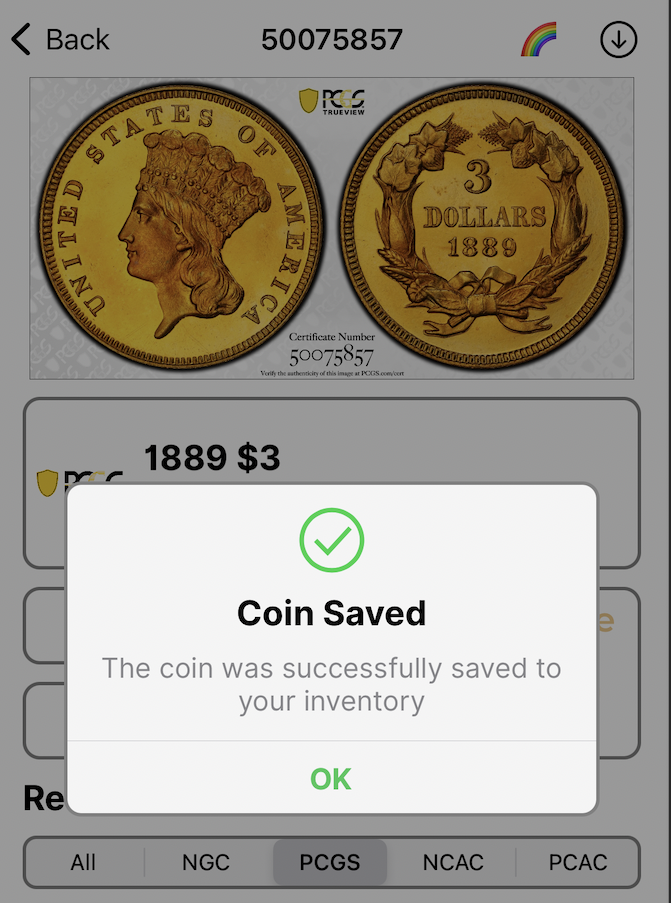 Back
50075857
PCGS
TRUEVIEW
UNITED STATES OF AMERICA
3
DOLLARS
1889
Certificate Number
50075857
Verify the authenticity of this image at PCGS.com/cert
1889 $3
PCGS
Coin Saved
The coin was successfully saved to
your inventory
OK
Re
All
NGC
PCGS
NCAC
PCAC